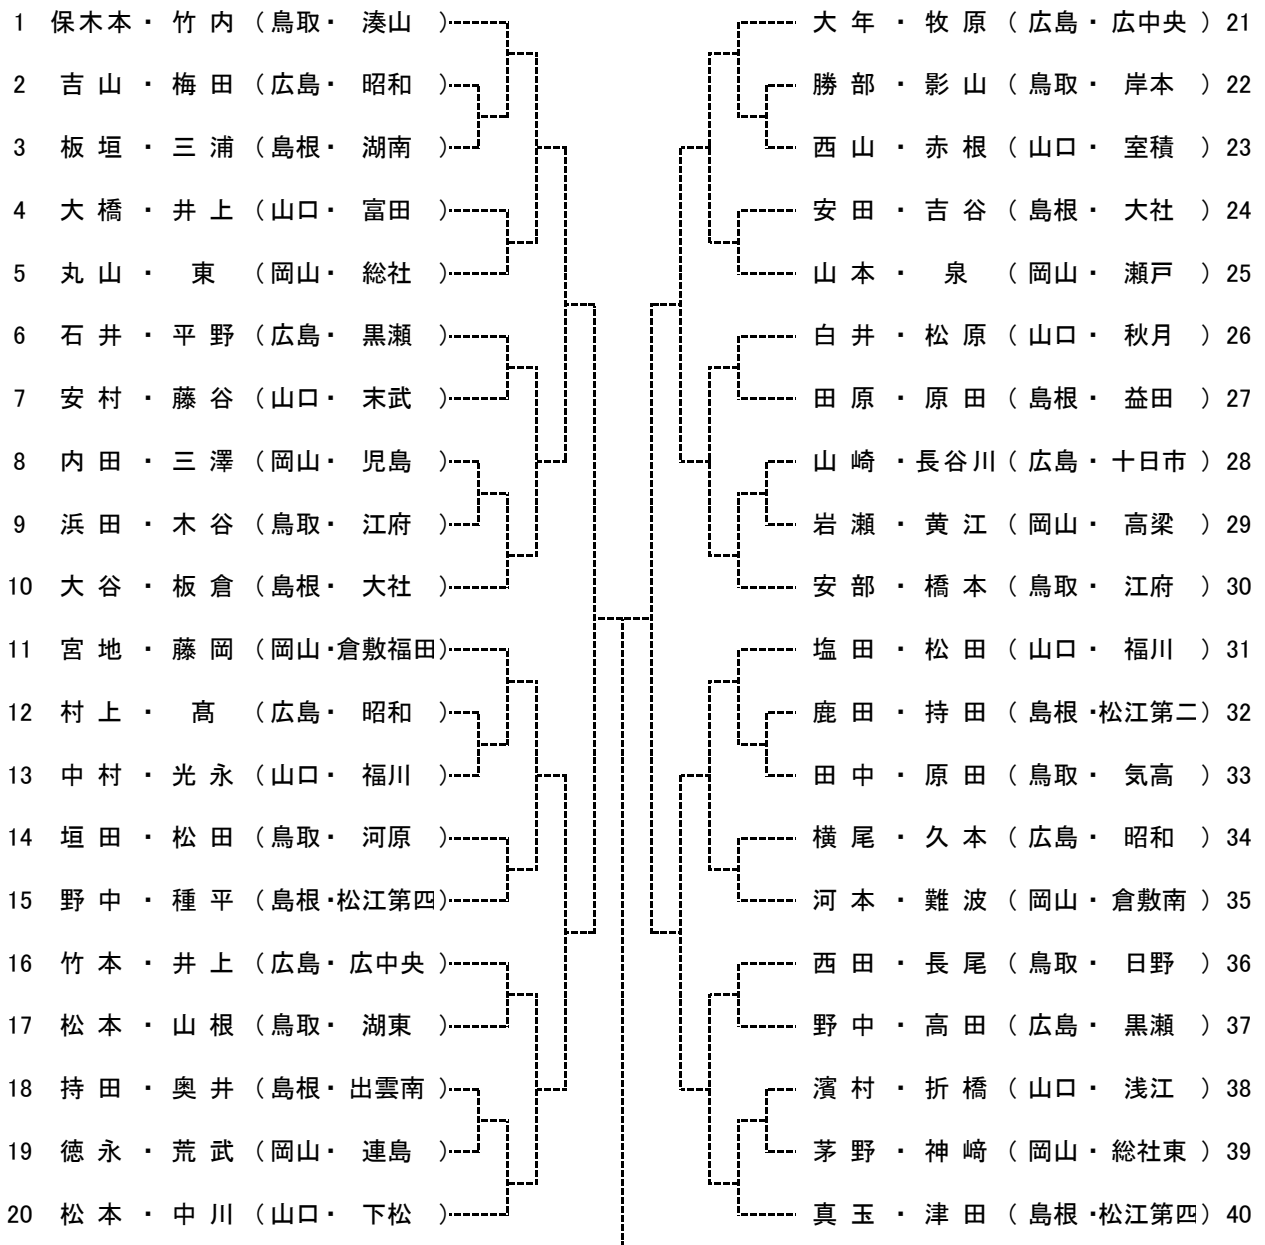 1 保木本・竹内（鳥取・湊山）
2 吉山・梅田（広島・昭和）
3 板垣・三浦（島根・湖南）
4 大橋・井上（山口・富田）
5 丸山・東（岡山・総社）
6 石井・平野（広島・黒瀬）
7 安村・藤谷（山口・末武）
8 内田・三澤（岡山・児島）
9 浜田・木谷（鳥取・江府）
10 大谷・板倉（島根・大社）
11 宮地・藤岡（岡山・倉敷福田）
12 村上・髙（広島・昭和）
13 中村・光永（山口・福川）
14 垣田・松田（鳥取・河原）
15 野中・種平（島根・松江第四）
16 竹本・井上（広島・広中央）
17 松本・山根（鳥取・湖東）
18 持田・奥井（島根・出雲南）
19 徳永・荒武（岡山・連島）
20 松本・中川（山口・下松）
大年・牧原（広島・広中央）21
勝部・影山（鳥取・岸本）22
西山・赤根（山口・室積）23
安田・吉谷（島根・大社）24
山本・泉（岡山・瀬戸）25
白井・松原（山口・秋月）26
田原・原田（島根・益田）27
山崎・長谷川（広島・十日市）28
岩瀬・黄江（岡山・高梁）29
安部・橋本（鳥取・江府）30
塩田・松田（山口・福川）31
鹿田・持田（島根・松江第二）32
田中・原田（鳥取・気高）33
横尾・久本（広島・昭和）34
河本・難波（岡山・倉敷南）35
西田・長尾（鳥取・日野）36
野中・高田（広島・黒瀬）37
濱村・折橋（山口・浅江）38
茅野・神﨑（岡山・総社東）39
真玉・津田（島根・松江第四）40